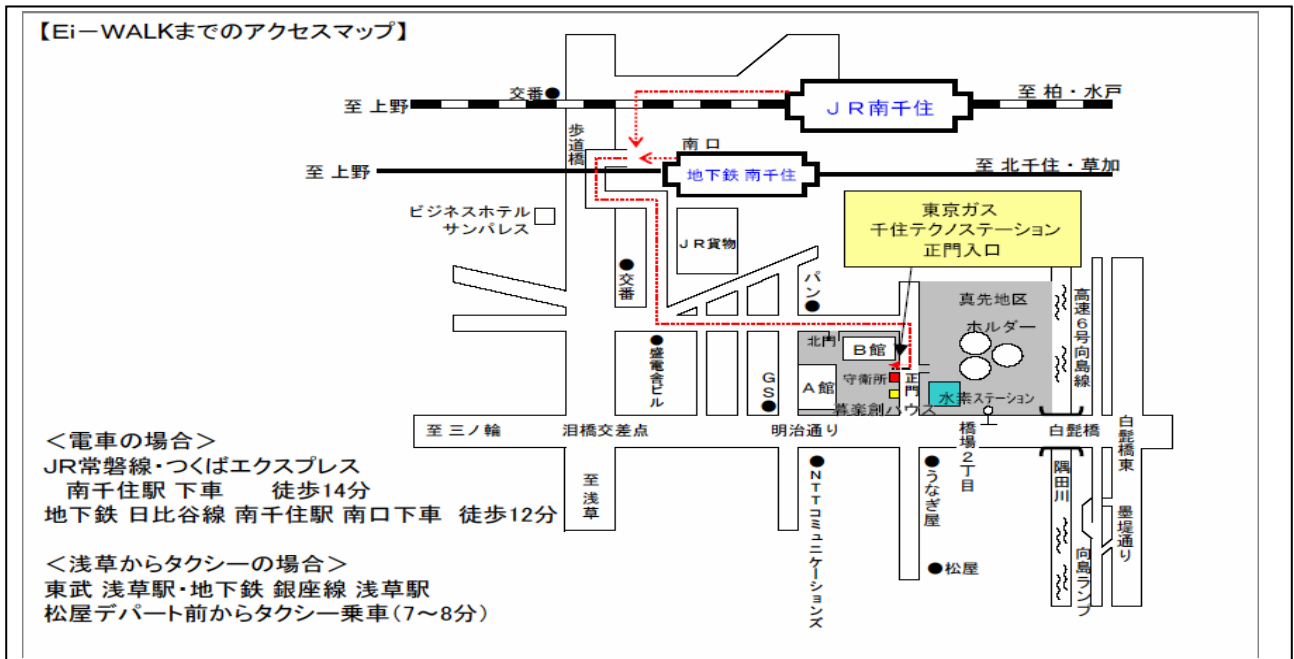 【Ei－WALKまでのアクセスマップ】
交番
至 上野
JR南千住
至 柏・水戸
歩道橋
南口
至 上野
地下鉄 南千住
至 北千住・草加
ビジネスホテル
サンパレス
JR貨物
東京ガス
千住テクノステーション
正門入口
交番
パン
真先地区
ホルダー
高速6号向島線
北門
B館
盛電舎ビル
GS
A館
守衛所
正門
水素ステーション
暮楽創ハウス
至 三ノ輪
泪橋交差点
明治通り
橋場2丁目
白髭橋
白髭橋東
至 浅草
NTTコミュニケーションズ
うなぎ屋
隅田川
墨堤通り
向島ランプ
松屋
＜電車の場合＞
JR常磐線・つくばエクスプレス
南千住駅 下車　　徒歩14分
地下鉄 日比谷線 南千住駅 南口下車 徒歩12分
＜浅草からタクシーの場合＞
東武 浅草駅・地下鉄 銀座線 浅草駅
松屋デパート前からタクシー乗車（7～8分）